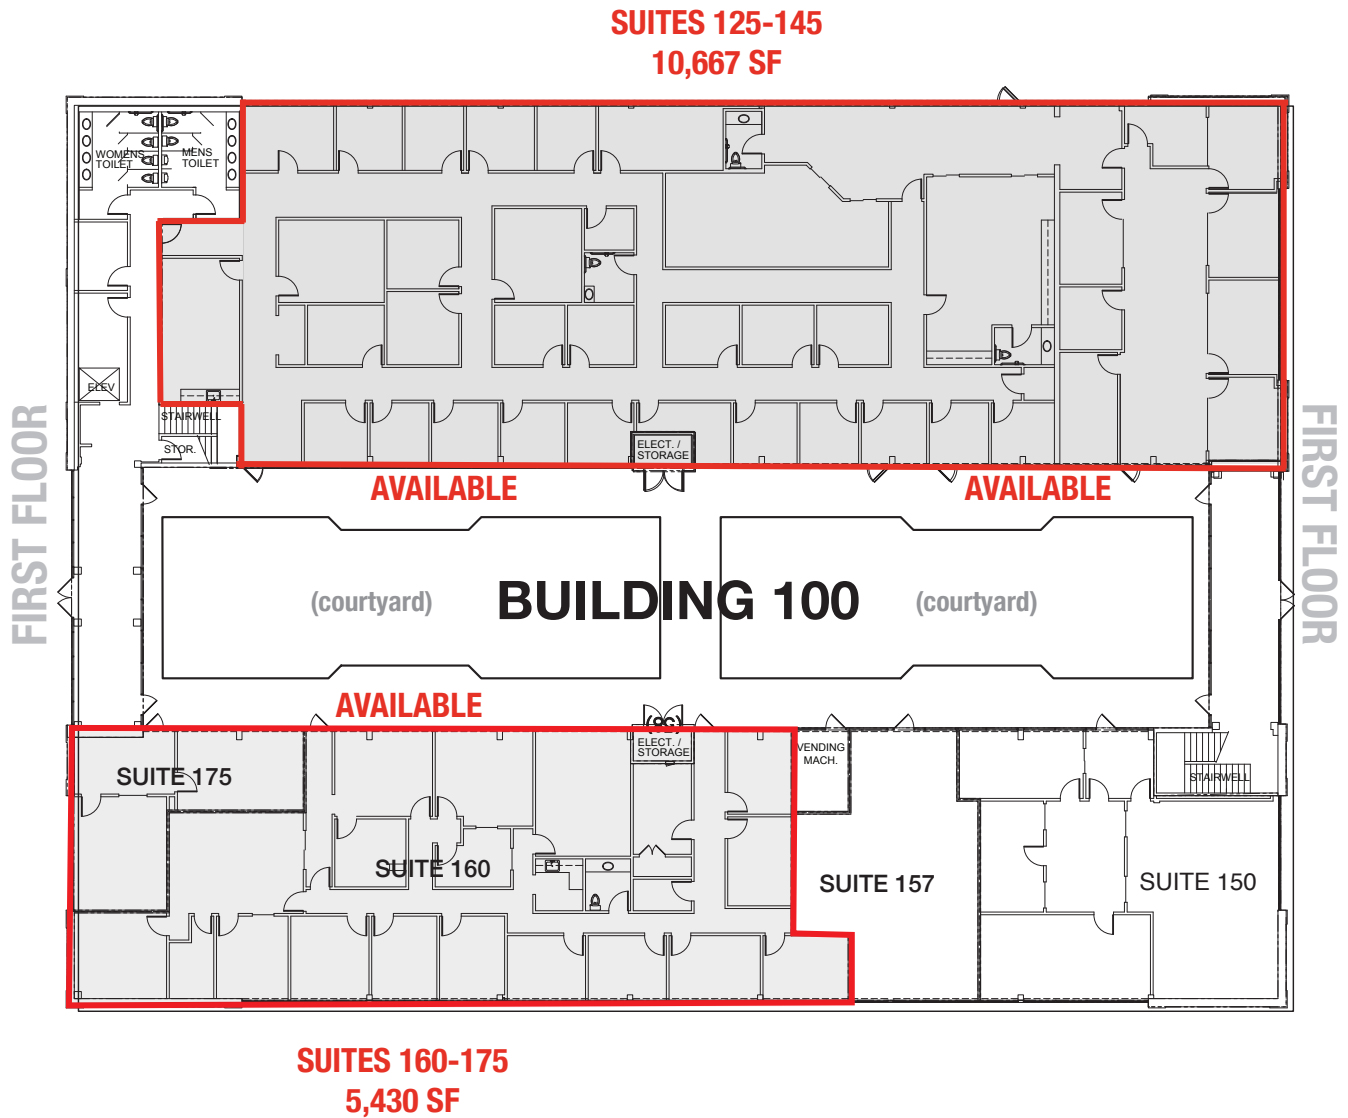 SUITES 125-145
10,667 SF
WOMENS
TOILET
MENS
TOILET
ELEV
STAIRWELL
STOR.
ELECT. /
STORAGE
FIRST FLOOR
FIRST FLOOR
AVAILABLE
AVAILABLE
(courtyard)
BUILDING 100
(courtyard)
AVAILABLE
ELECT. /
STORAGE
VENDING
MACH.
STAIRWELL
SUITE 175
SUITE 160
SUITE 157
SUITE 150
SUITES 160-175
5,430 SF